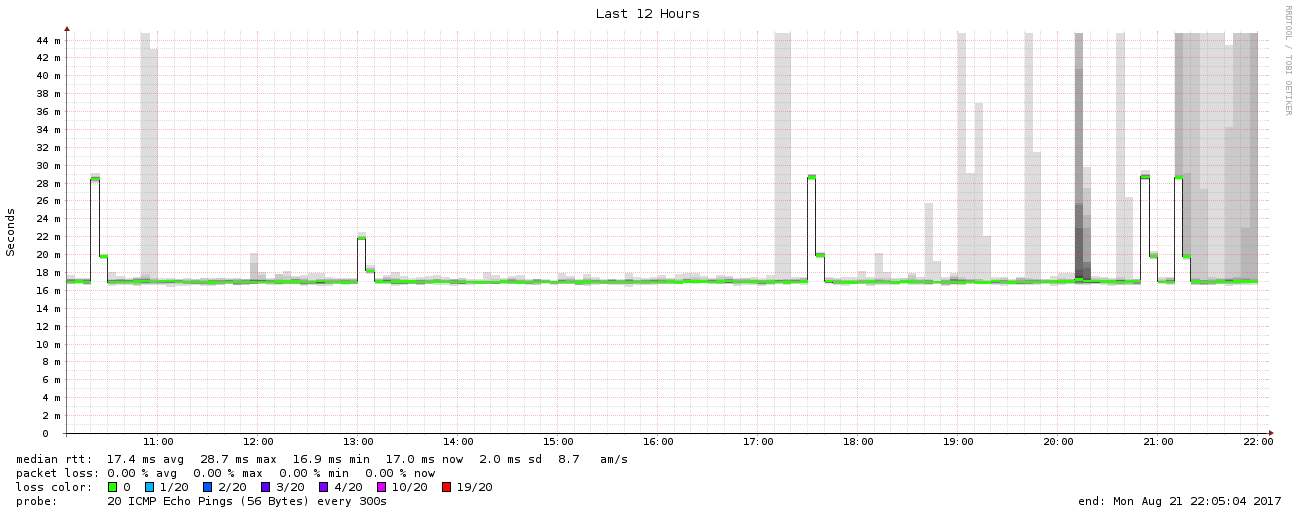 Last 12 Hours
RRDTOOL / TOBI OETIKER
Seconds
44 m
42 m
40 m
38 m
36 m
34 m
32 m
30 m
28 m
26 m
24 m
22 m
20 m
18 m
16 m
14 m
12 m
10 m
8 m
6 m
4 m
2 m
0
11:00 12:00 13:00 14:00 15:00 16:00 17:00 18:00 19:00 20:00 21:00 22:00
median rtt: 17.4 ms avg 28.7 ms max 16.9 ms min 17.0 ms now 2.0 ms sd 8.7 am/s
packet loss: 0.00 % avg 0.00 % max 0.00 % min 0.00 % now
loss color: 0 1/20 2/20 3/20 4/20 10/20 19/20
probe: 20 ICMP Echo Pings (56 Bytes) every 300s end: Mon Aug 21 22:05:04 2017